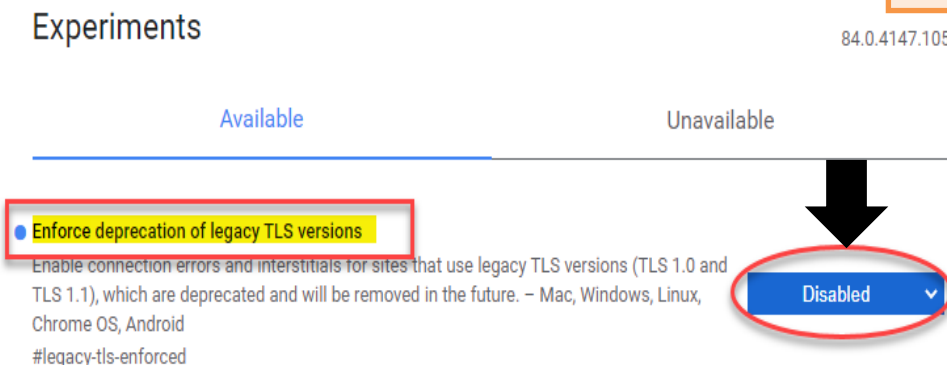 Experiments
84.0.4147.105
Available
Unavailable
Enforce deprecation of legacy TLS versions
Enable connection errors and interstitials for sites that use legacy TLS versions (TLS 1.0 and
TLS 1.1), which are deprecated and will be removed in the future. – Mac, Windows, Linux,
Chrome OS, Android
#legacy-tls-enforced
Disabled